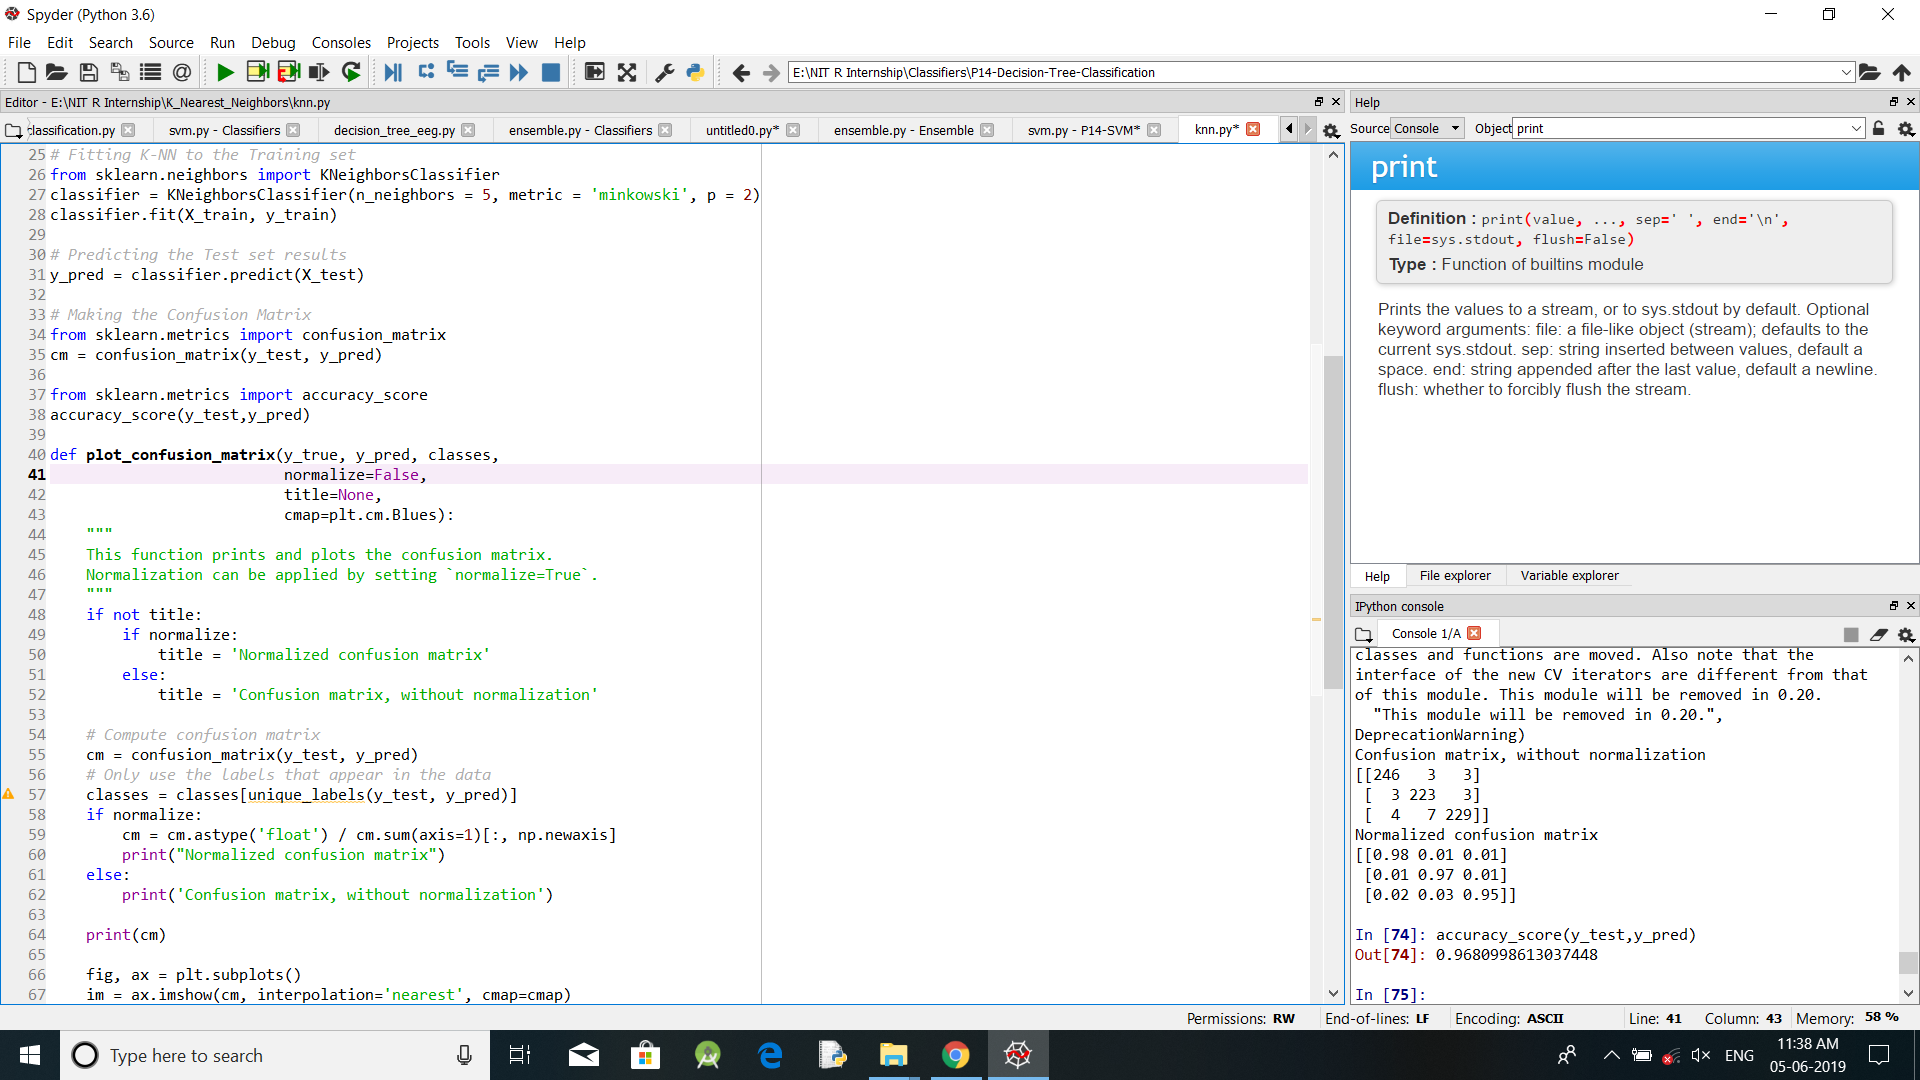 Spyder (Python 3.6)
File Edit Search Source Run Debug Consoles Projects Tools View Help
E:\NIT R Internship\Classifiers\P14-Decision-Tree-Classification
Editor - E:\NIT R Internship\K_Nearest_Neighbors\knn.py
classification.py svm.py - Classifiers decision_tree_eeg.py ensemble.py - Classifiers untitled0.py* ensemble.py - Ensemble svm.py - P14-SVM* knn.py*
25 # Fitting K-NN to the Training set
26 from sklearn.neighbors import KNeighborsClassifier
27 classifier = KNeighborsClassifier(n_neighbors = 5, metric = 'minkowski', p = 2)
28 classifier.fit(X_train, y_train)
29
30 # Predicting the Test set results
31 y_pred = classifier.predict(X_test)
32
33 # Making the Confusion Matrix
34 from sklearn.metrics import confusion_matrix
35 cm = confusion_matrix(y_test, y_pred)
36
37 from sklearn.metrics import accuracy_score
38 accuracy_score(y_test,y_pred)
39
40 def plot_confusion_matrix(y_true, y_pred, classes,
41                           normalize=False,
42                           title=None,
43                           cmap=plt.cm.Blues):
44     """
45     This function prints and plots the confusion matrix.
46     Normalization can be applied by setting `normalize=True`.
47     """
48     if not title:
49         if normalize:
50             title = 'Normalized confusion matrix'
51         else:
52             title = 'Confusion matrix, without normalization'
53
54     # Compute confusion matrix
55     cm = confusion_matrix(y_test, y_pred)
56     # Only use the labels that appear in the data
57     classes = classes[unique_labels(y_test, y_pred)]
58     if normalize:
59         cm = cm.astype('float') / cm.sum(axis=1)[:, np.newaxis]
60         print("Normalized confusion matrix")
61     else:
62         print('Confusion matrix, without normalization')
63
64     print(cm)
65
66     fig, ax = plt.subplots()
67     im = ax.imshow(cm, interpolation='nearest', cmap=cmap)
Help
Source Console Object print
print
Definition : print(value, ..., sep=' ', end='\n',
file=sys.stdout, flush=False)
Type : Function of builtins module
Prints the values to a stream, or to sys.stdout by default. Optional
keyword arguments: file: a file-like object (stream); defaults to the
current sys.stdout. sep: string inserted between values, default a
space. end: string appended after the last value, default a newline.
flush: whether to forcibly flush the stream.
Help File explorer Variable explorer
IPython console
Console 1/A
classes and functions are moved. Also note that the
interface of the new CV iterators are different from that
of this module. This module will be removed in 0.20.
  "This module will be removed in 0.20.",
DeprecationWarning)
Confusion matrix, without normalization
[[246   3   3]
 [  3 223   3]
 [  4   7 229]]
Normalized confusion matrix
[[0.98 0.01 0.01]
 [0.01 0.97 0.01]
 [0.02 0.03 0.95]]
In [74]: accuracy_score(y_test,y_pred)
Out[74]: 0.9680998613037448
In [75]:
Permissions: RW End-of-lines: LF Encoding: ASCII Line: 41 Column: 43 Memory: 58 %
Type here to search
ENG
11:38 AM
05-06-2019